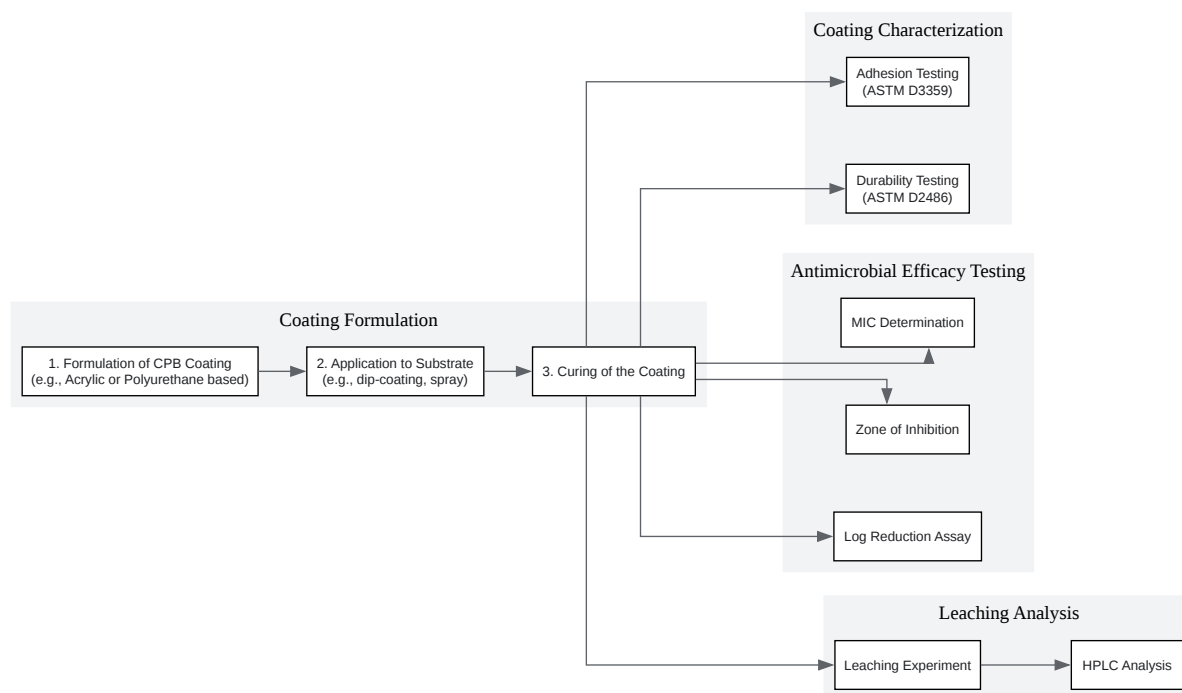 Coating Characterization
Adhesion Testing
(ASTM D3359)
Durability Testing
(ASTM D2486)
Antimicrobial Efficacy Testing
MIC Determination
Zone of Inhibition
Log Reduction Assay
Coating Formulation
1. Formulation of CPB Coating
(e.g., Acrylic or Polyurethane based)
2. Application to Substrate
(e.g., dip-coating, spray)
3. Curing of the Coating
Leaching Analysis
Leaching Experiment
HPLC Analysis